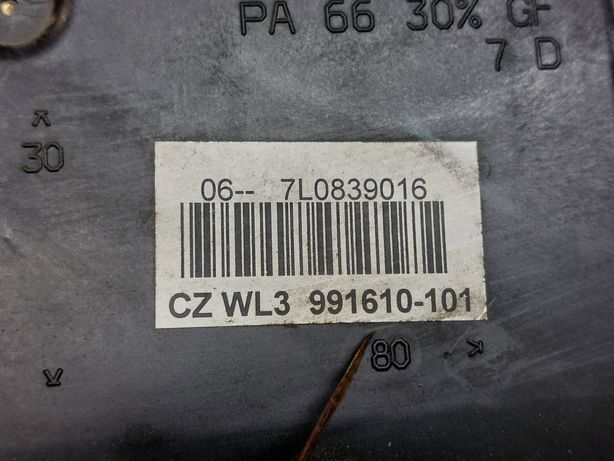 PA 66 30% GF
7 D
30
06-- 7L0839016
CZ WL3 991610-101
80